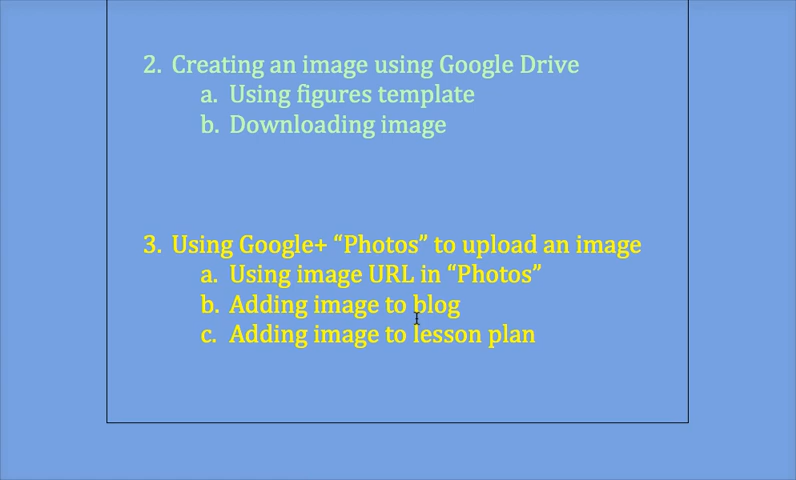 2. Creating an image using Google Drive
a. Using figures template
b. Downloading image
3. Using Google+ “Photos” to upload an image
a. Using image URL in “Photos”
b. Adding image to blog
c. Adding image to lesson plan